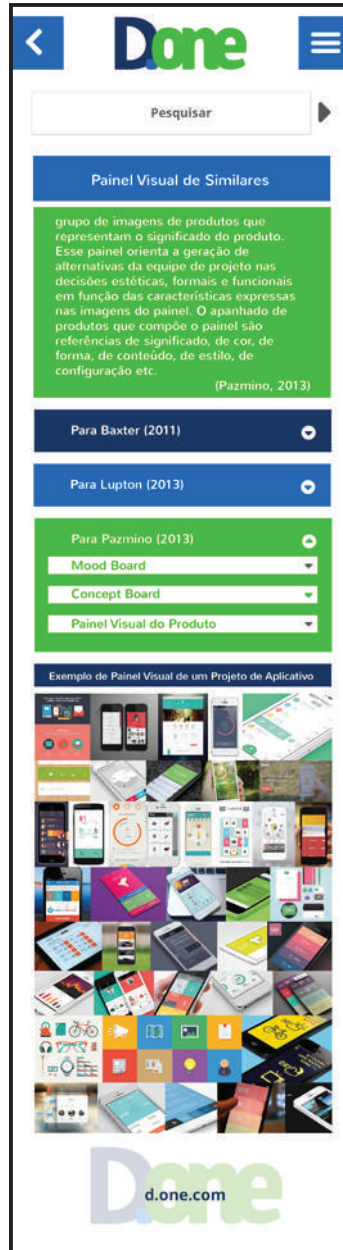 D.one
Pesquisar
Painel Visual de Similares
grupo de imagens de produtos que
representam o significado do produto.
Esse painel orienta a geração de
alternativas da equipe de projeto nas
decisões estéticas, formais e funcionais
em função das características expressas
nas imagens do painel. O apanhado de
produtos que compõe o painel são
referências de significado, de cor, de
forma, de conteúdo, de estilo, de
configuração etc.
(Pazmino, 2013)
Para Baxter (2011)
Para Lupton (2013)
Para Pazmino (2013)
Mood Board
Concept Board
Painel Visual do Produto
Exemplo de Painel Visual de um Projeto de Aplicativo
D.one
d.one.com